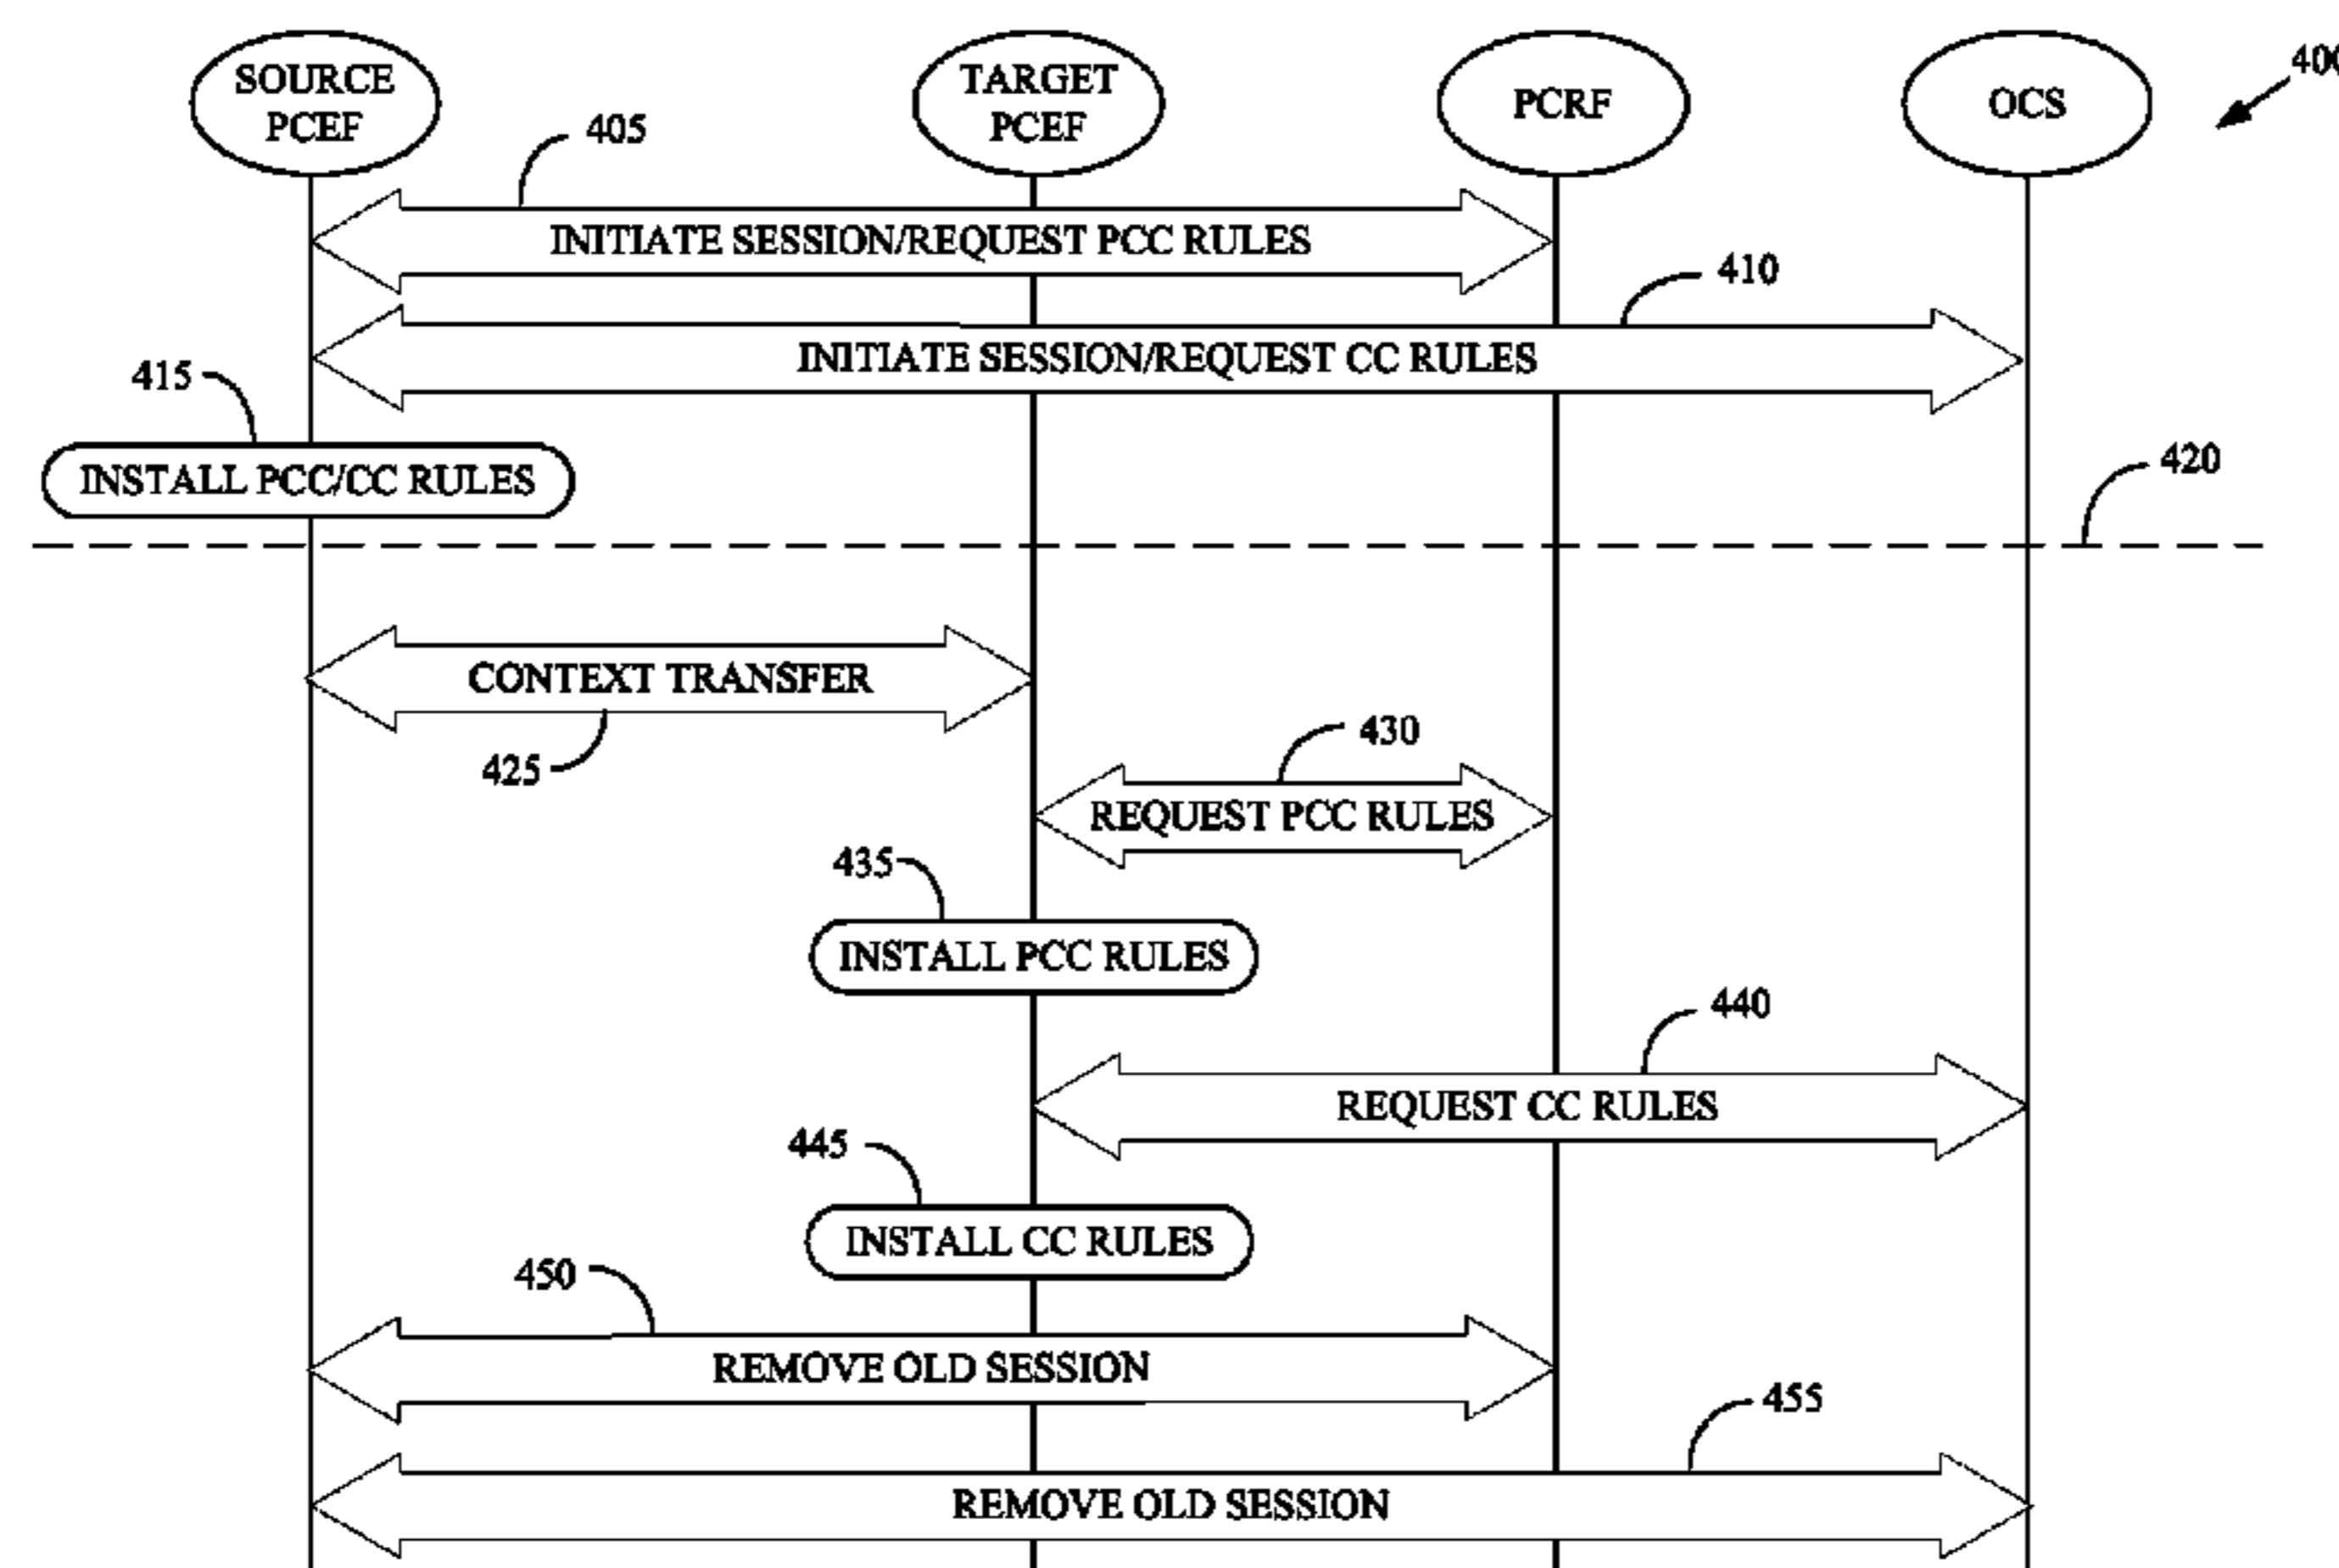 SOURCE
PCEF
TARGET
PCEF
PCRF
OCS
405
INITIATE SESSION/REQUEST PCC RULES
410
INITIATE SESSION/REQUEST CC RULES
415
INSTALL PCC/CC RULES
420
CONTEXT TRANSFER
425
430
REQUEST PCC RULES
435
INSTALL PCC RULES
440
REQUEST CC RULES
445
INSTALL CC RULES
450
REMOVE OLD SESSION
455
REMOVE OLD SESSION